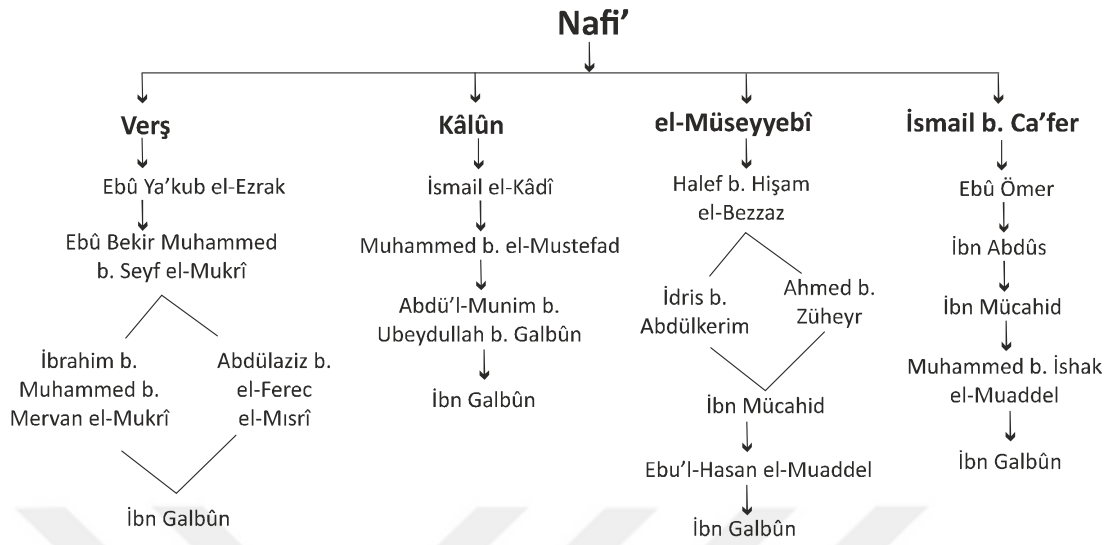 Nafi’
Verş
Ebû Ya’kub el-Ezrak
Ebû Bekir Muhammed
b. Seyf el-Mukrî
İbrahim b.
Muhammed b.
Mervan el-Mukrî
Abdülaziz b.
el-Ferec
el-Mısrî
İbn Galbûn
Kâlûn
İsmail el-Kâdî
Muhammed b. el-Mustefad
Abdü’l-Munim b.
Ubeydullah b. Galbûn
İbn Galbûn
el-Müseyyebî
Halef b. Hişam
el-Bezzaz
İdris b.
Abdülkerim
Ahmed b.
Züheyr
İbn Mücahid
Ebu’l-Hasan el-Muaddel
İbn Galbûn
İsmail b. Ca’fer
Ebû Ömer
İbn Abdûs
İbn Mücahid
Muhammed b. İshak
el-Muaddel
İbn Galbûn